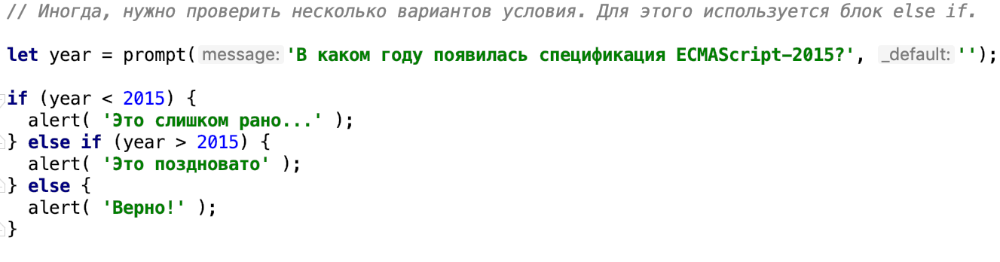 // Иногда, нужно проверить несколько вариантов условия. Для этого используется блок else if.
let year = prompt( message: 'В каком году появилась спецификация ECMAScript-2015?', _default: '');
if (year < 2015) {
  alert( 'Это слишком рано...' );
} else if (year > 2015) {
  alert( 'Это поздновато' );
} else {
  alert( 'Верно!' );
}